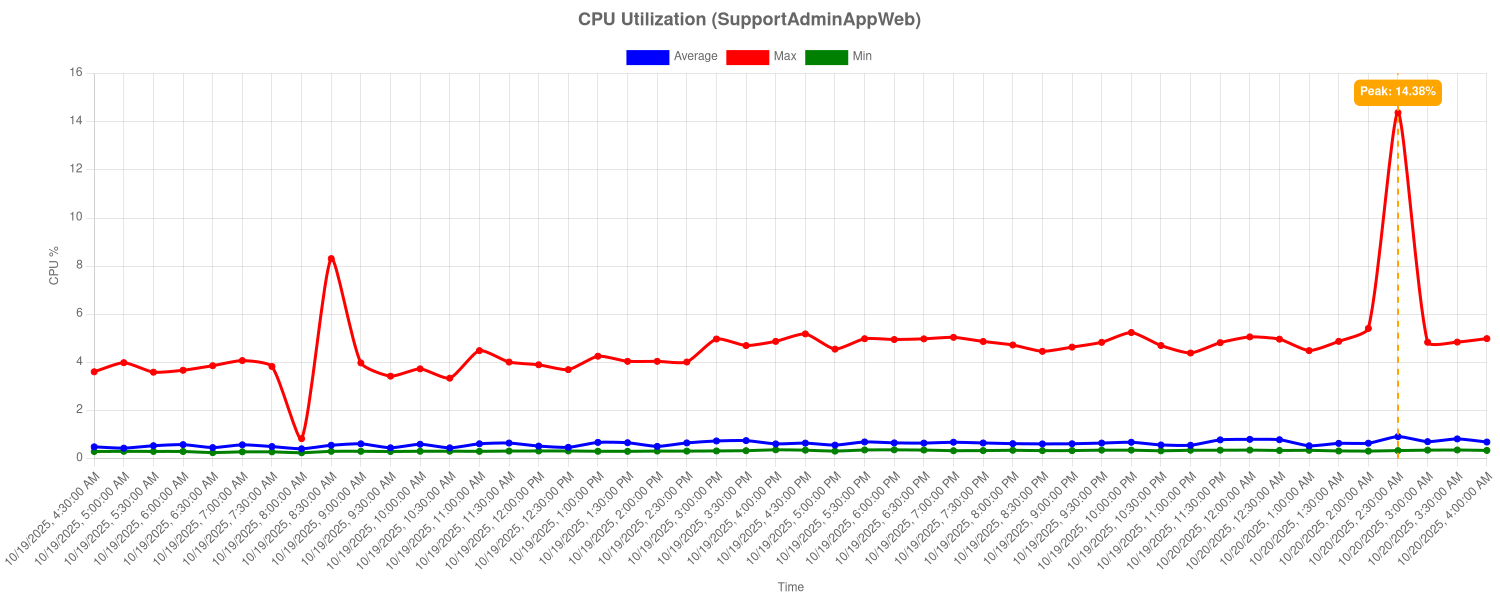 CPU Utilization (SupportAdminAppWeb)
Average Max Min
Peak: 14.38%
16
14
12
10
8
6
4
2
0
CPU %
10/19/2025, 4:30:00 AM
10/19/2025, 5:00:00 AM
10/19/2025, 5:30:00 AM
10/19/2025, 6:00:00 AM
10/19/2025, 6:30:00 AM
10/19/2025, 7:00:00 AM
10/19/2025, 7:30:00 AM
10/19/2025, 8:00:00 AM
10/19/2025, 8:30:00 AM
10/19/2025, 9:00:00 AM
10/19/2025, 9:30:00 AM
10/19/2025, 10:00:00 AM
10/19/2025, 10:30:00 AM
10/19/2025, 11:00:00 AM
10/19/2025, 11:30:00 AM
10/19/2025, 12:00:00 PM
10/19/2025, 12:30:00 PM
10/19/2025, 1:00:00 PM
10/19/2025, 1:30:00 PM
10/19/2025, 2:00:00 PM
10/19/2025, 2:30:00 PM
10/19/2025, 3:00:00 PM
10/19/2025, 3:30:00 PM
10/19/2025, 4:00:00 PM
10/19/2025, 4:30:00 PM
10/19/2025, 5:00:00 PM
10/19/2025, 5:30:00 PM
10/19/2025, 6:00:00 PM
10/19/2025, 6:30:00 PM
10/19/2025, 7:00:00 PM
10/19/2025, 7:30:00 PM
10/19/2025, 8:00:00 PM
10/19/2025, 8:30:00 PM
10/19/2025, 9:00:00 PM
10/19/2025, 9:30:00 PM
10/19/2025, 10:00:00 PM
10/19/2025, 10:30:00 PM
10/19/2025, 11:00:00 PM
10/19/2025, 11:30:00 PM
10/20/2025, 12:00:00 AM
10/20/2025, 12:30:00 AM
10/20/2025, 1:00:00 AM
10/20/2025, 1:30:00 AM
10/20/2025, 2:00:00 AM
10/20/2025, 2:30:00 AM
10/20/2025, 3:00:00 AM
10/20/2025, 3:30:00 AM
10/20/2025, 4:00:00 AM
Time